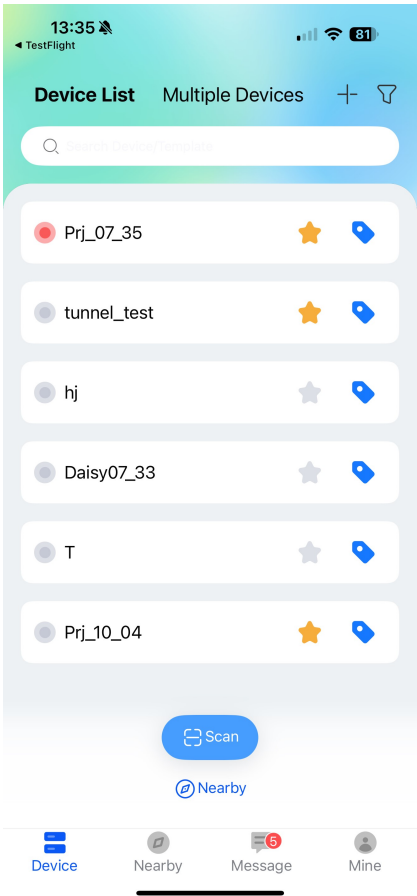 13:35
81
◀ TestFlight
Device List
Multiple Devices
Search Device/Template
Prj_07_35
tunnel_test
hj
Daisy07_33
T
Prj_10_04
Scan
Nearby
5
Device
Nearby
Message
Mine